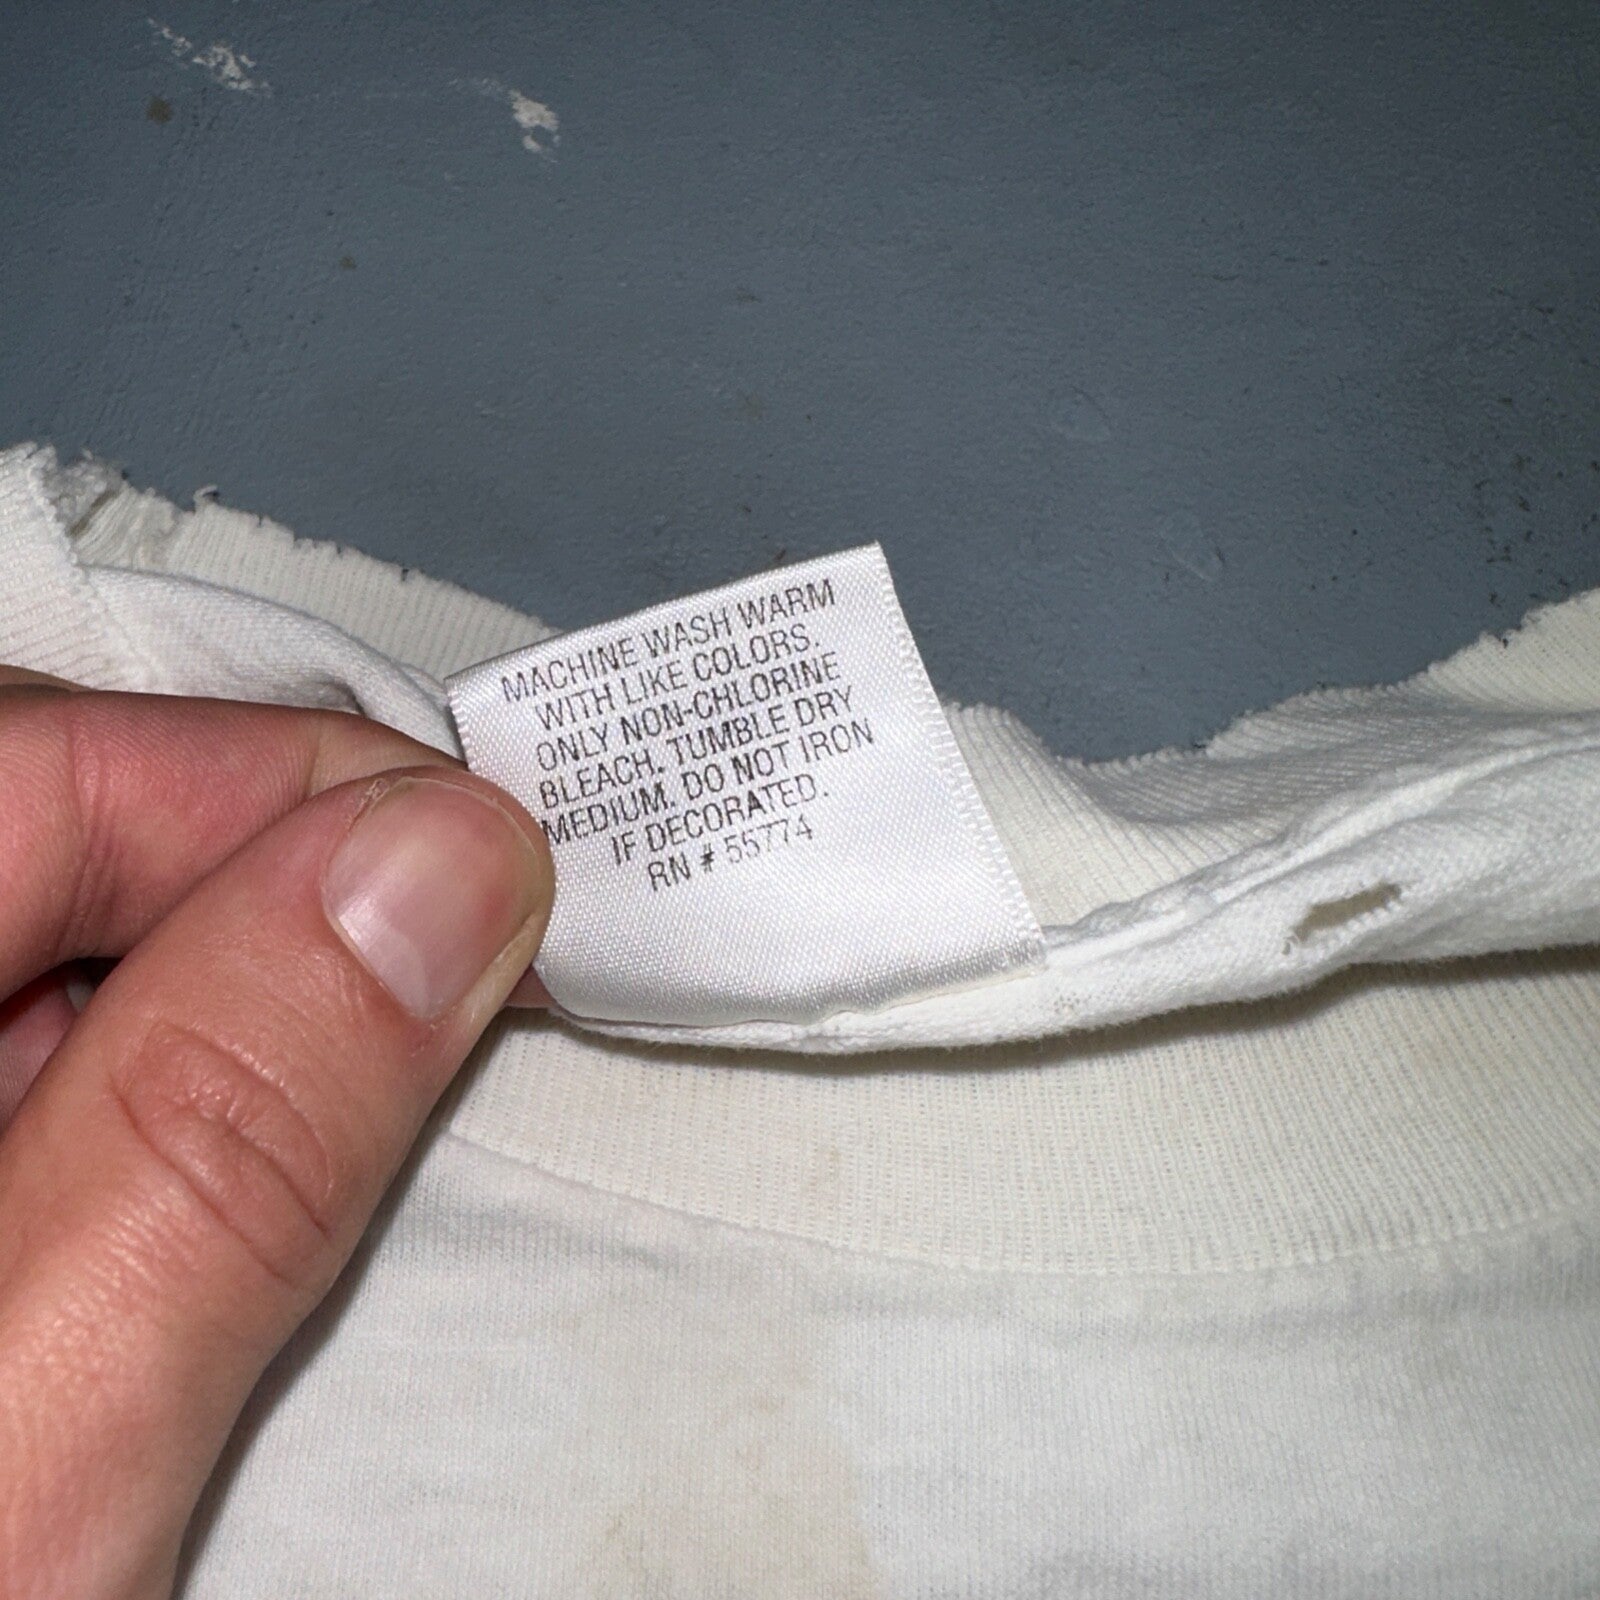 MACHINE WASH WARM
WITH LIKE COLORS.
ONLY NON-CHLORINE
BLEACH. TUMBLE DRY
MEDIUM. DO NOT IRON
IF DECORATED.
RN # 55774